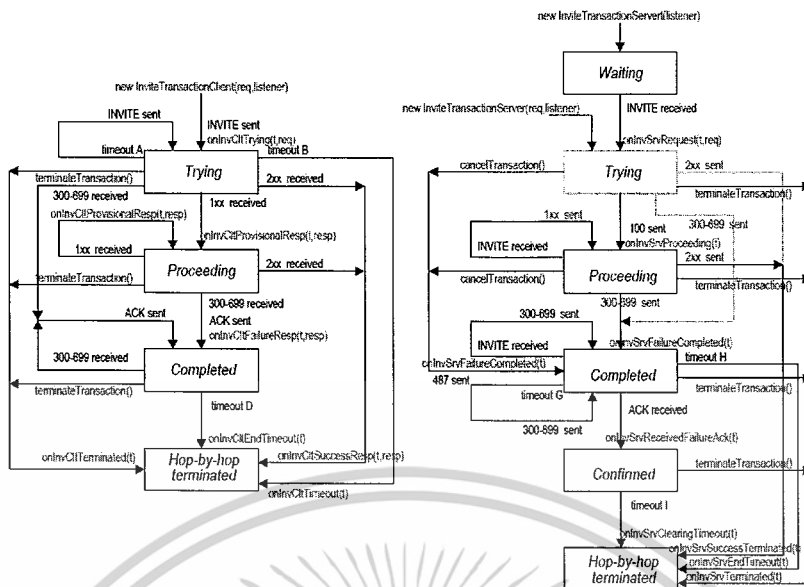 new InviteTransactionClient(req,listener)
INVITE sent
INVITE sent
onInvCltTrying(t,req)
timeout A
timeout B
Trying
terminateTransaction()
2xx received
300-699 received
1xx received
onInvCltProvisionalResp(t,resp)
onInvCltProvisionalResp(t,resp)
1xx received
Proceeding
2xx received
terminateTransaction()
300-699 received
ACK sent
ACK sent
onInvCltFailureResp(t,resp)
300-699 received
Completed
terminateTransaction()
timeout D
onInvCltEndTimeout(t)
onInvCltTerminated(t)
onInvCltSuccessResp(t,resp)
Hop-by-hop
terminated
onInvCltTimeout(t)
new InviteTransactionServer(listener)
Waiting
INVITE received
new InviteTransactionServer(req,listener)
onInvSrvRequest(t,req)
cancelTransaction()
Trying
2xx sent
terminateTransaction()
1xx sent
100 sent
300-699 sent
INVITE received
onInvSrvProceeding(t)
2xx sent
cancelTransaction()
Proceeding
terminateTransaction()
300-699 sent
300-699 sent
INVITE received
onInvSrvFailureCompleted(t)
onInvSrvFailureCompleted(t)
timeout H
487 sent
Completed
terminateTransaction()
timeout G
ACK received
300-699 sent
onInvSrvReceivedFailureAck(t)
Confirmed
terminateTransaction()
timeout I
onInvSrvClearingTimeout(t)
onInvSrvSuccessTerminated(t)
onInvSrvEndTimeout(t)
Hop-by-hop
terminated
onInvSrvTerminated(t)